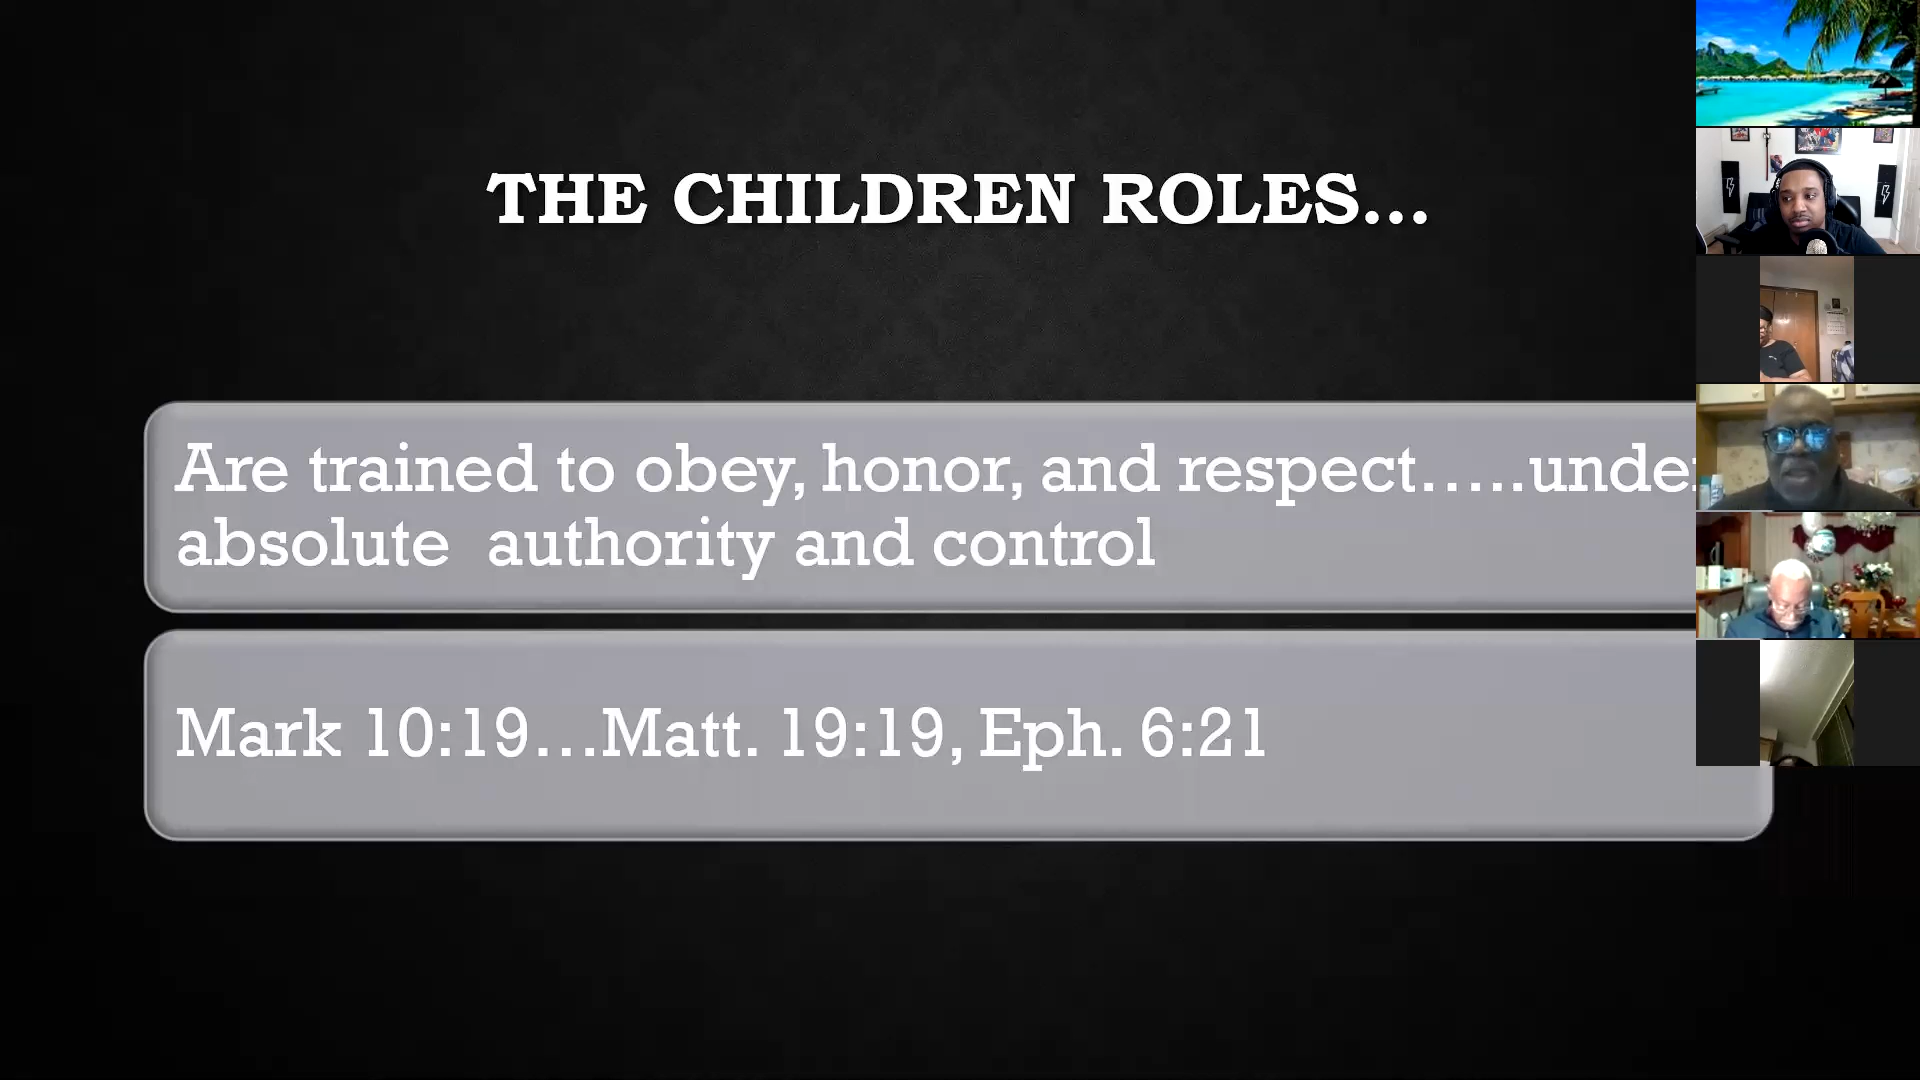 THE CHILDREN ROLES...
Are trained to obey, honor, and respect.....unde
absolute  authority and control
Mark 10:19...Matt. 19:19, Eph. 6:21